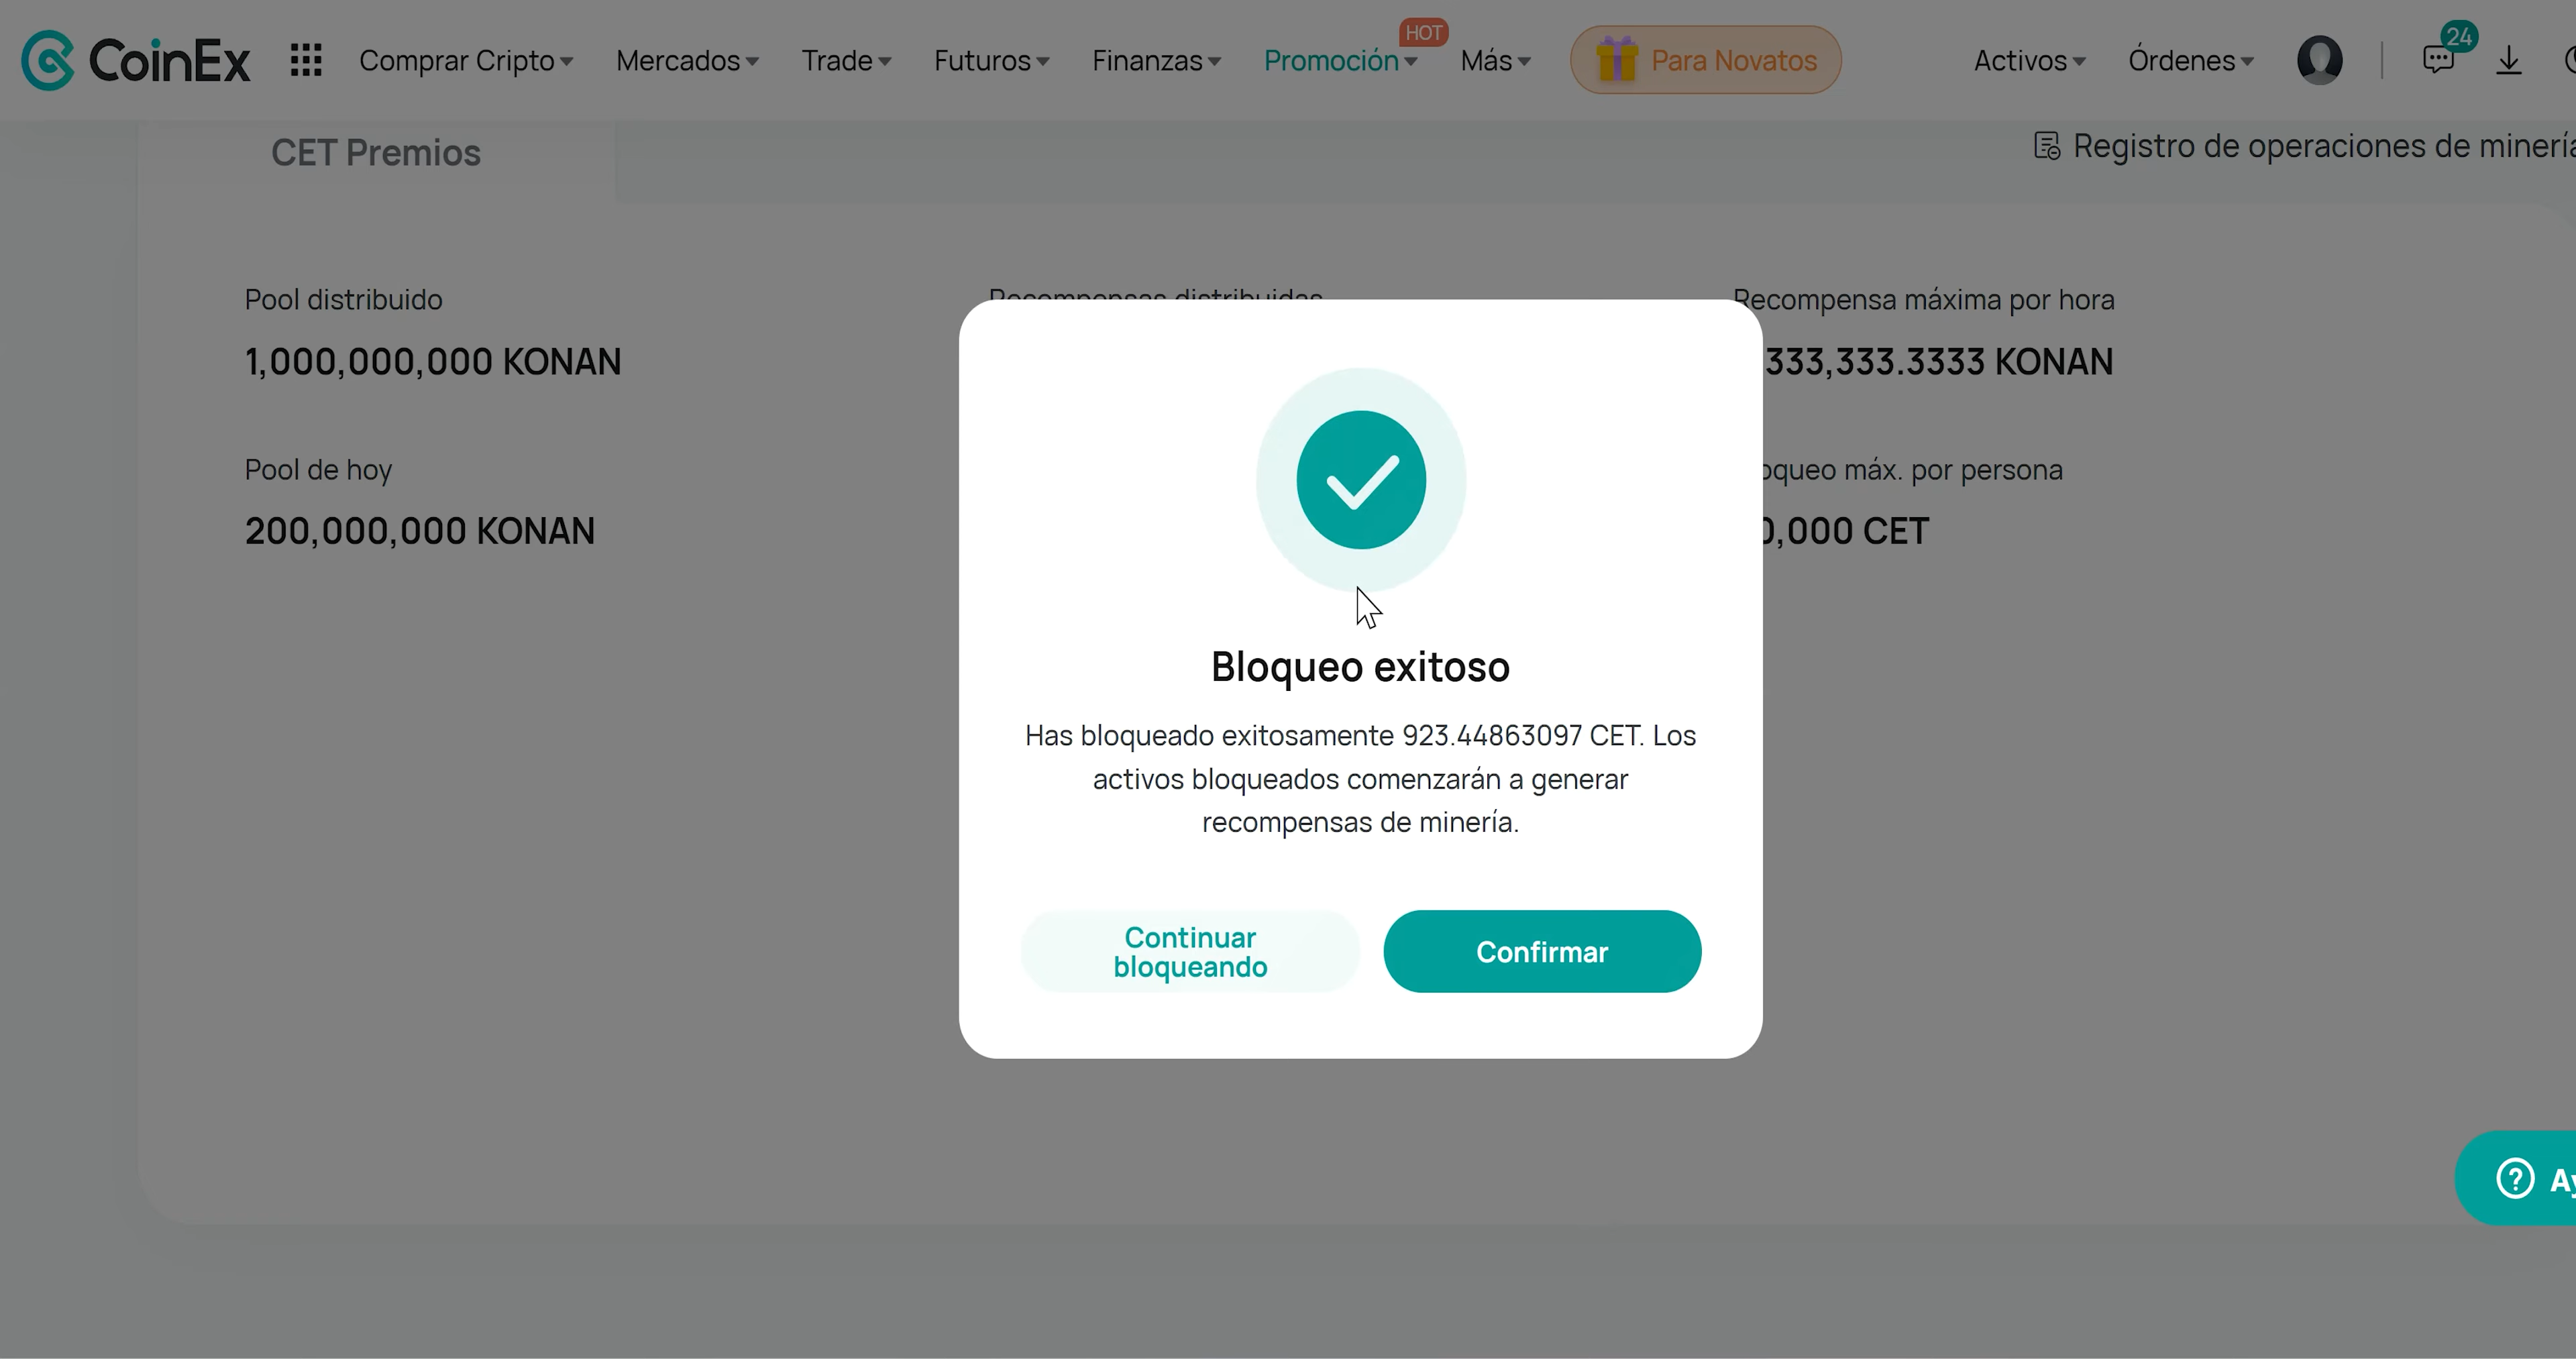 CoinEx
Comprar Cripto
Mercados
Trade
Futuros
Finanzas
Promoción
HOT
Más
Para Novatos
Activos
Órdenes
24
CET Premios
Registro de operaciones de minería
Pool distribuido
Recompensas distribuidas
Recompensa máxima por hora
1,000,000,000 KONAN
333,333.3333 KONAN
Pool de hoy
máx. por persona
200,000,000 KONAN
0,000 CET
Bloqueo exitoso
Has bloqueado exitosamente 923.44863097 CET. Los
activos bloqueados comenzarán a generar
recompensas de minería.
Continuar
bloqueando
Confirmar